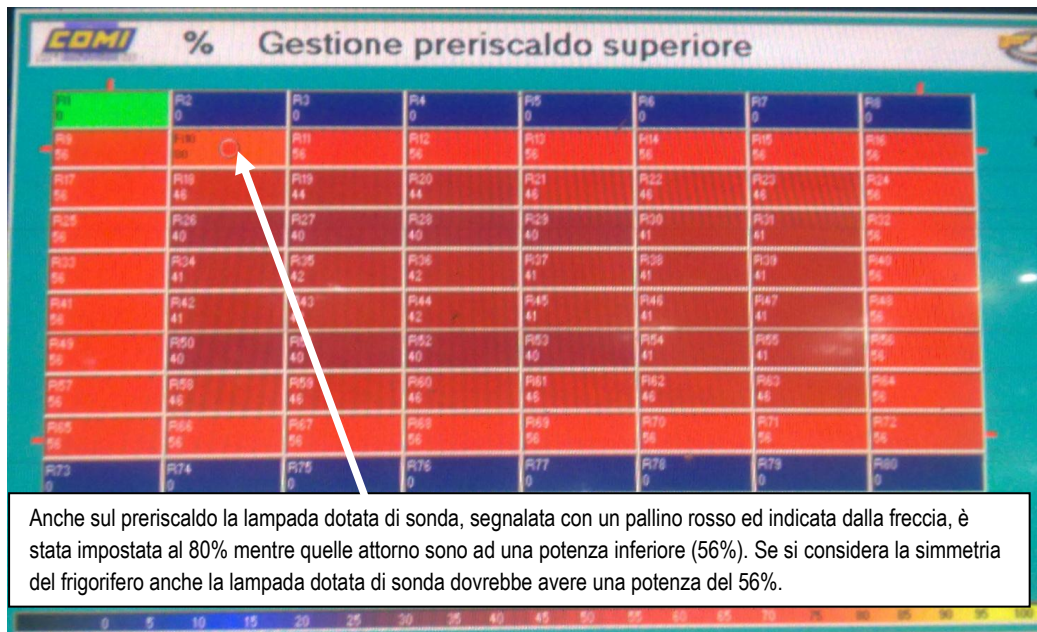 COMI % Gestione preriscaldo superiore
R1 R2 R3 R4 R5 R6 R7 R8
0 0 0 0 0 0 0 0
R9 R10 R11 R12 R13 R14 R15 R16
56 80 56 56 56 56 56 56
R17 R18 R19 R20 R21 R22 R23 R24
56 46 44 44 46 46 46 56
R25 R26 R27 R28 R29 R30 R31 R32
56 40 40 40 40 41 41 56
R33 R34 R35 R36 R37 R38 R39 R40
56 41 42 42 41 41 41 56
R41 R42 R44 R45 R46 R47 R48
56 41 42 41 41 41 56
R49 R50 R52 R53 R54 R55 R56
56 40 40 40 40 41 41 56
R57 R58 R59 R60 R61 R62 R63 R64
56 46 46 46 46 46 46 56
R65 R66 R67 R68 R69 R70 R71 R72
56 56 56 56 56 56 56 56
R73 R74 R75 R76 R77 R78 R79 R80
0 0 0 0 0 0 0 0
Anche sul preriscaldo la lampada dotata di sonda, segnalata con un pallino rosso ed indicata dalla freccia, è
stata impostata al 80% mentre quelle attorno sono ad una potenza inferiore (56%). Se si considera la simmetria
del frigorifero anche la lampada dotata di sonda dovrebbe avere una potenza del 56%.
0 5 10 15 20 25 30 35 40 45 50 55 60 65 70 75 80 85 90 95 100